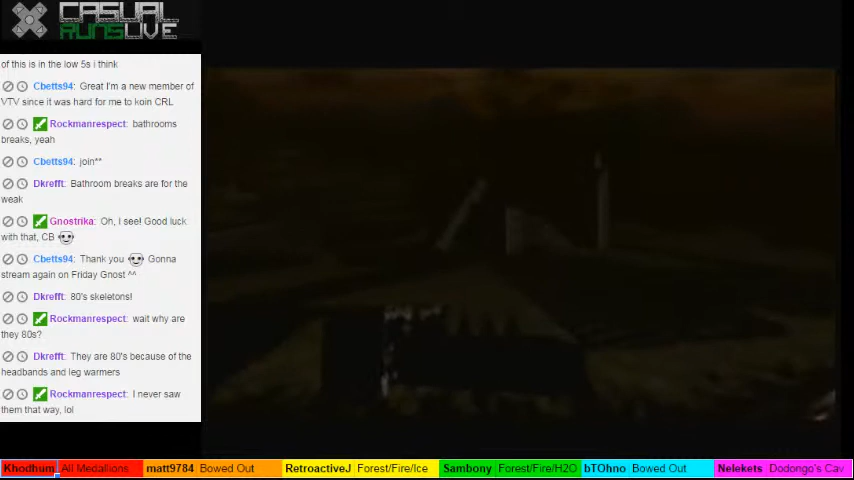 CASUAL
RUNSLIVE
of this is in the low 5s i think
Cbetts94: Great I'm a new member of
VTV since it was hard for me to koin CRL
Rockmanrespect: bathrooms
breaks, yeah
Cbetts94: join**
Dkrefft: Bathroom breaks are for the
weak
Gnostrika: Oh, I see! Good luck
with that, CB
Cbetts94: Thank you Gonna
stream again on Friday Gnost ^^
Dkrefft: 80's skeletons!
Rockmanrespect: wait why are
they 80s?
Dkrefft: They are 80's because of the
headbands and leg warmers
Rockmanrespect: I never saw
them that way, lol
Khodhum All Medallions matt9784 Bowed Out RetroactiveJ Forest/Fire/Ice Sambony Forest/Fire/H2O bTOhno Bowed Out Nelekets Dodongo's Cav